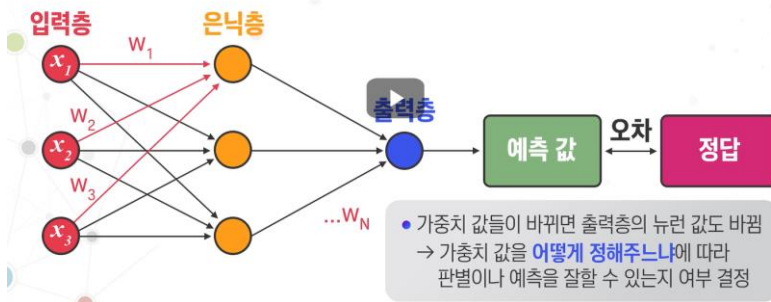 입력층
은닉층
x1
W1
출력층
x2
W2
예측 값
오차
정답
W3
x3
...WN
• 가중치 값들이 바뀌면 출력층의 뉴런 값도 바뀜
→ 가충치 값을 어떻게 정해주느냐에 따라
판별이나 예측을 잘할 수 있는지 여부 결정